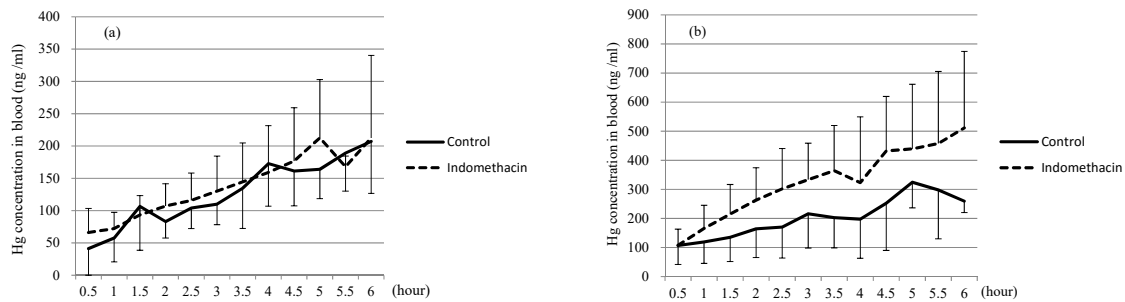 (a)
Hg concentration in blood (ng /ml)
400
350
300
250
200
150
100
50
0
0.5 1 1.5 2 2.5 3 3.5 4 4.5 5 5.5 6 (hour)
Control
Indomethacin
(b)
Hg concentration in blood (ng /ml)
900
800
700
600
500
400
300
200
100
0
0.5 1 1.5 2 2.5 3 3.5 4 4.5 5 5.5 6 (hour)
Control
Indomethacin